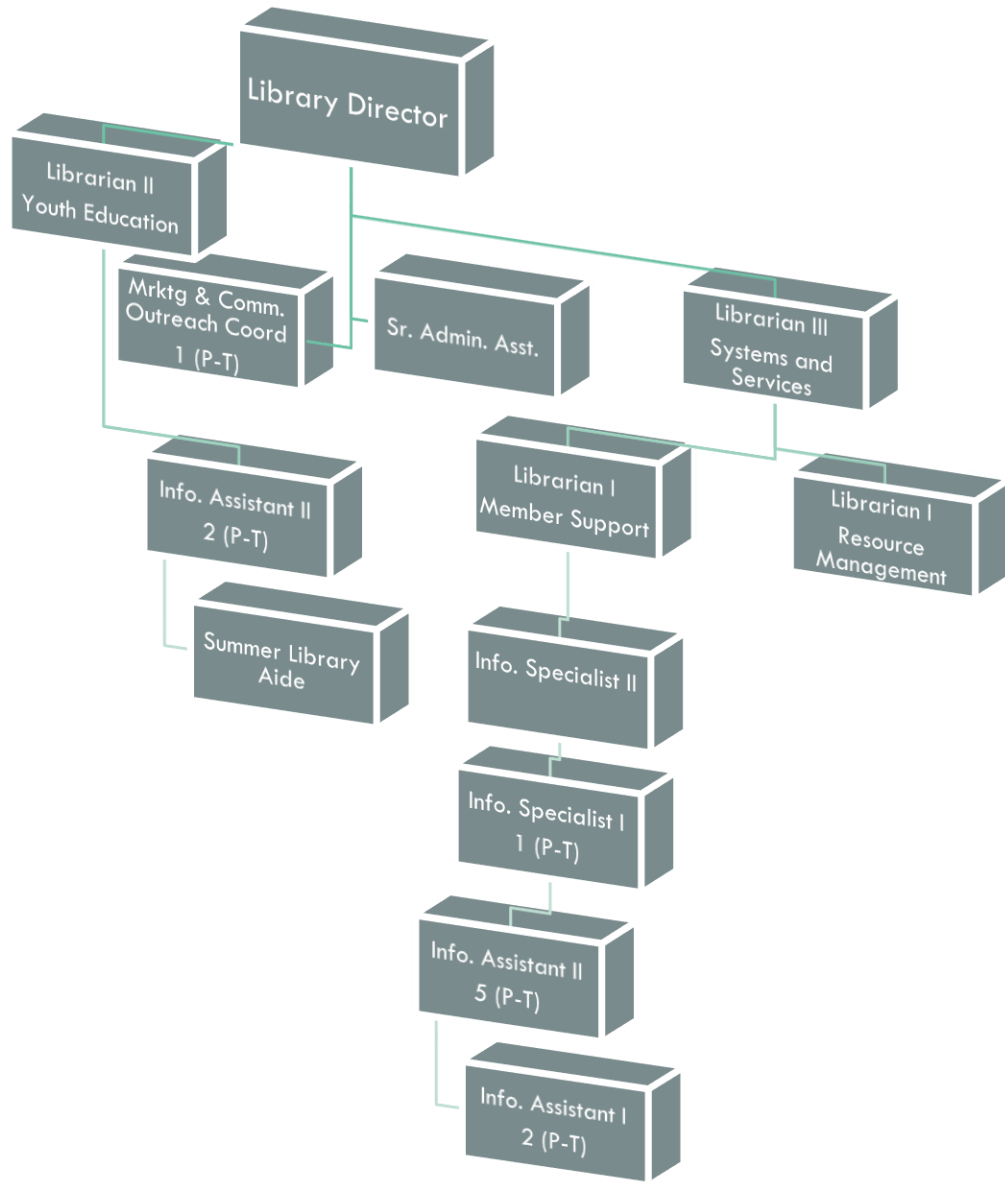 Library Director
Librarian II
Youth Education
Mrktg & Comm.
Outreach Coord
1 (P-T)
Sr. Admin. Asst.
Librarian III
Systems and
Services
Info. Assistant II
2 (P-T)
Librarian I
Member Support
Librarian I
Resource
Management
Summer Library
Aide
Info. Specialist II
Info. Specialist I
1 (P-T)
Info. Assistant II
5 (P-T)
Info. Assistant I
2 (P-T)